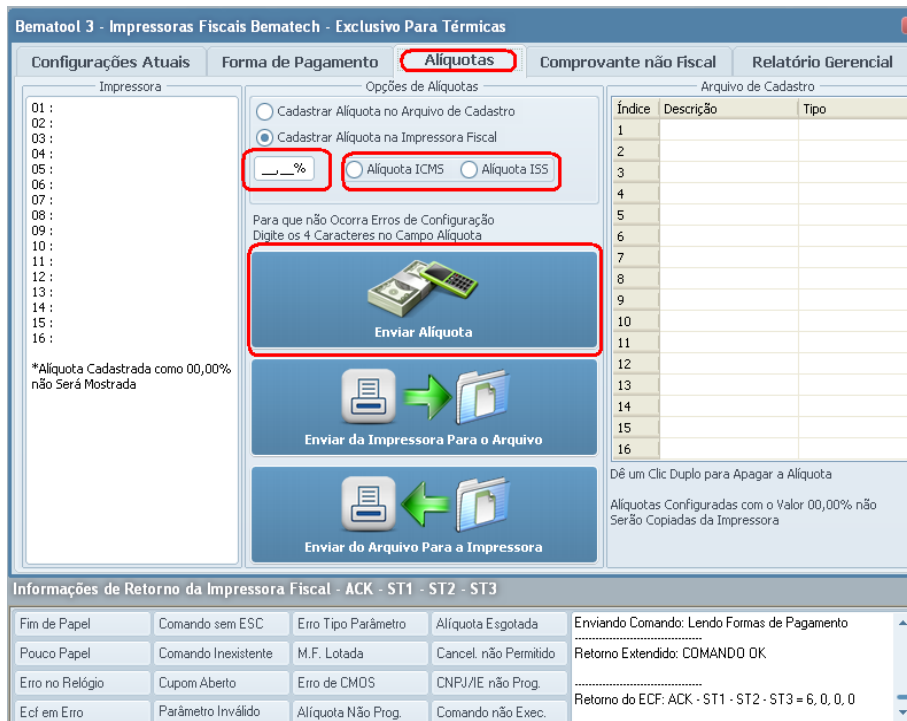 Bematool 3 - Impressoras Fiscais Bematech - Exclusivo Para Térmicas
Configurações Atuais
Forma de Pagamento
Alíquotas
Comprovante não Fiscal
Relatório Gerencial
Impressora
01 :
02 :
03 :
04 :
05 :
06 :
07 :
08 :
09 :
10 :
11 :
12 :
13 :
14 :
15 :
16 :
*Alíquota Cadastrada como 00,00%
não Será Mostrada
Opções de Alíquotas
Cadastrar Alíquota no Arquivo de Cadastro
Cadastrar Alíquota na Impressora Fiscal
__,__%
Alíquota ICMS
Alíquota ISS
Para que não Ocorra Erros de Configuração
Digite os 4 Caracteres no Campo Alíquota
Enviar Alíquota
Enviar da Impressora Para o Arquivo
Enviar do Arquivo Para a Impressora
Arquivo de Cadastro
Índice Descrição Tipo
1
2
3
4
5
6
7
8
9
10
11
12
13
14
15
16
Dê um Clic Duplo para Apagar a Alíquota
Alíquotas Configuradas com o Valor 00,00% não
Serão Copiadas da Impressora
Informações de Retorno da Impressora Fiscal - ACK - ST1 - ST2 - ST3
Fim de Papel
Comando sem ESC
Erro Tipo Parâmetro
Alíquota Esgotada
Pouco Papel
Comando Inexistente
M.F. Lotada
Cancel. não Permitido
Erro no Relógio
Cupom Aberto
Erro de CMOS
CNPJ/IE não Prog.
Ecf em Erro
Parâmetro Inválido
Alíquota Não Prog.
Comando não Exec.
Enviando Comando: Lendo Formas de Pagamento
------------------------------------
Retorno Extendido: COMANDO OK
------------------------------------
Retorno do ECF: ACK - ST1 - ST2 - ST3 = 6, 0, 0, 0